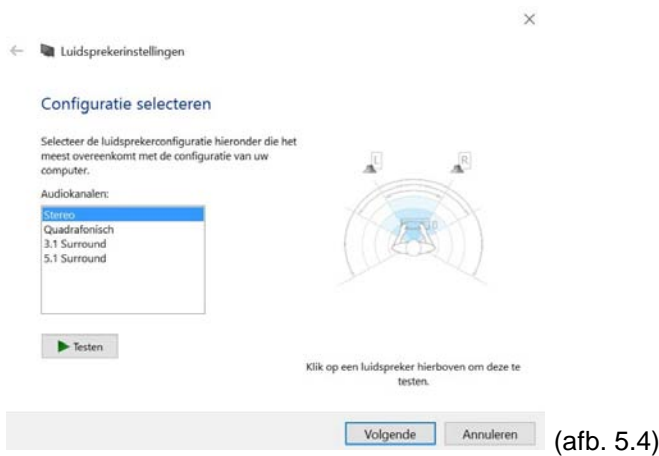 Luidsprekerinstellingen
Configuratie selecteren
Selecteer de luidsprekerconfiguratie hieronder die het
meest overeenkomt met de configuratie van uw
computer.
Audiokanalen:
Stereo
Quadrafonisch
3.1 Surround
5.1 Surround
L
R
Testen
Klik op een luidspreker hierboven om deze te
testen.
Volgende
Annuleren
(afb. 5.4)